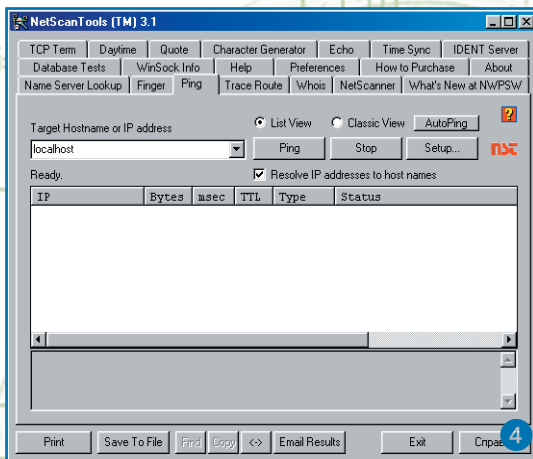 NetScanTools (TM) 3.1
TCP Term Daytime Quote Character Generator Echo Time Sync IDENT Server
Database Tests WinSock Info Help Preferences How to Purchase About
Name Server Lookup Finger Ping Trace Route Whois NetScanner What's New at NWPSW
List View Classic View AutoPing ?
Target Hostname or IP address
localhost Ping Stop Setup... nst
Ready. Resolve IP addresses to host names
IP Bytes msec TTL Type Status
Print Save To File Find Copy <-> Email Results Exit
4